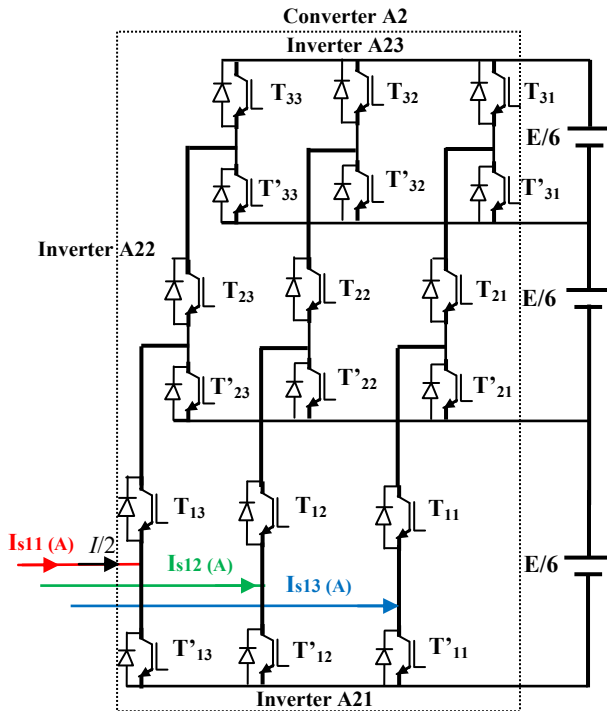 Converter A2
Inverter A23
T33
T32
T31
E/6
T'33
T'32
T'31
Inverter A22
T23
T22
T21
E/6
T'23
T'22
T'21
T13
T12
T11
Is11 (A)
I/2
E/6
Is12 (A)
Is13 (A)
T'13
T'12
T'11
Inverter A21